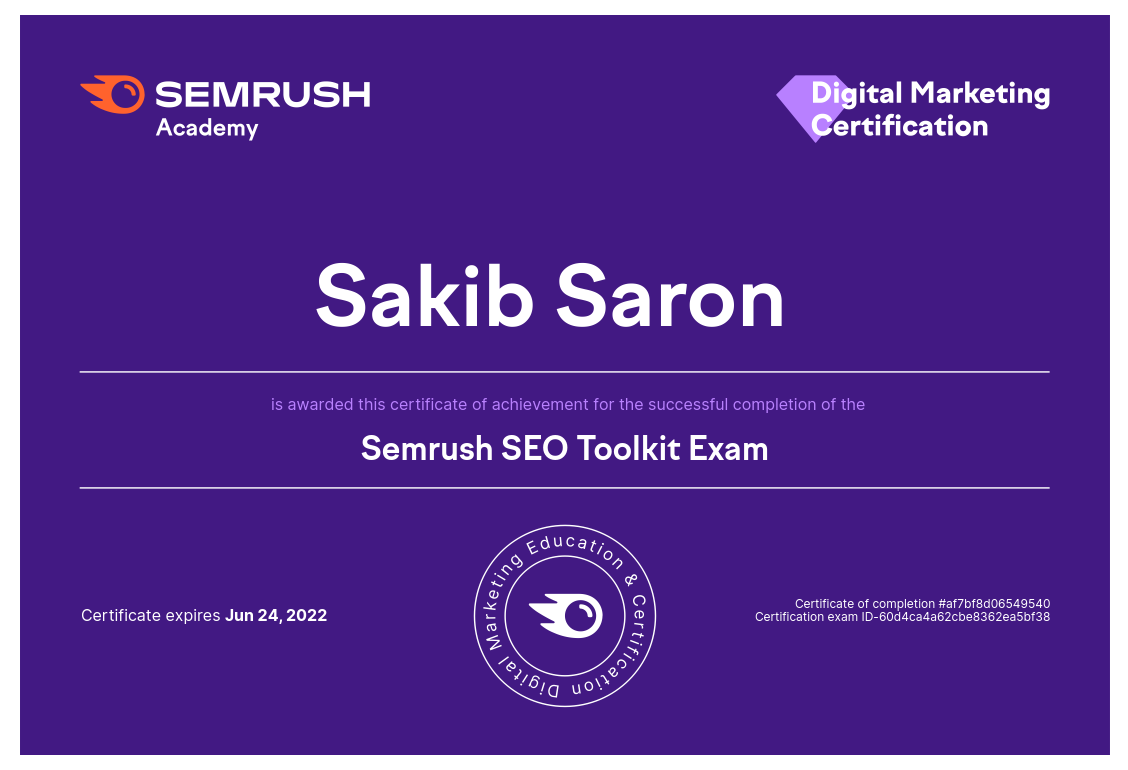 SEMRUSH
Academy
Digital Marketing
Certification
Sakib Saron
is awarded this certificate of achievement for the successful completion of the
Semrush SEO Toolkit Exam
Certificate expires Jun 24, 2022
Digital Marketing Education & Certification
Certificate of completion #af7bf8d06549540
Certification exam ID-60d4ca4a62cbe8362ea5bf38